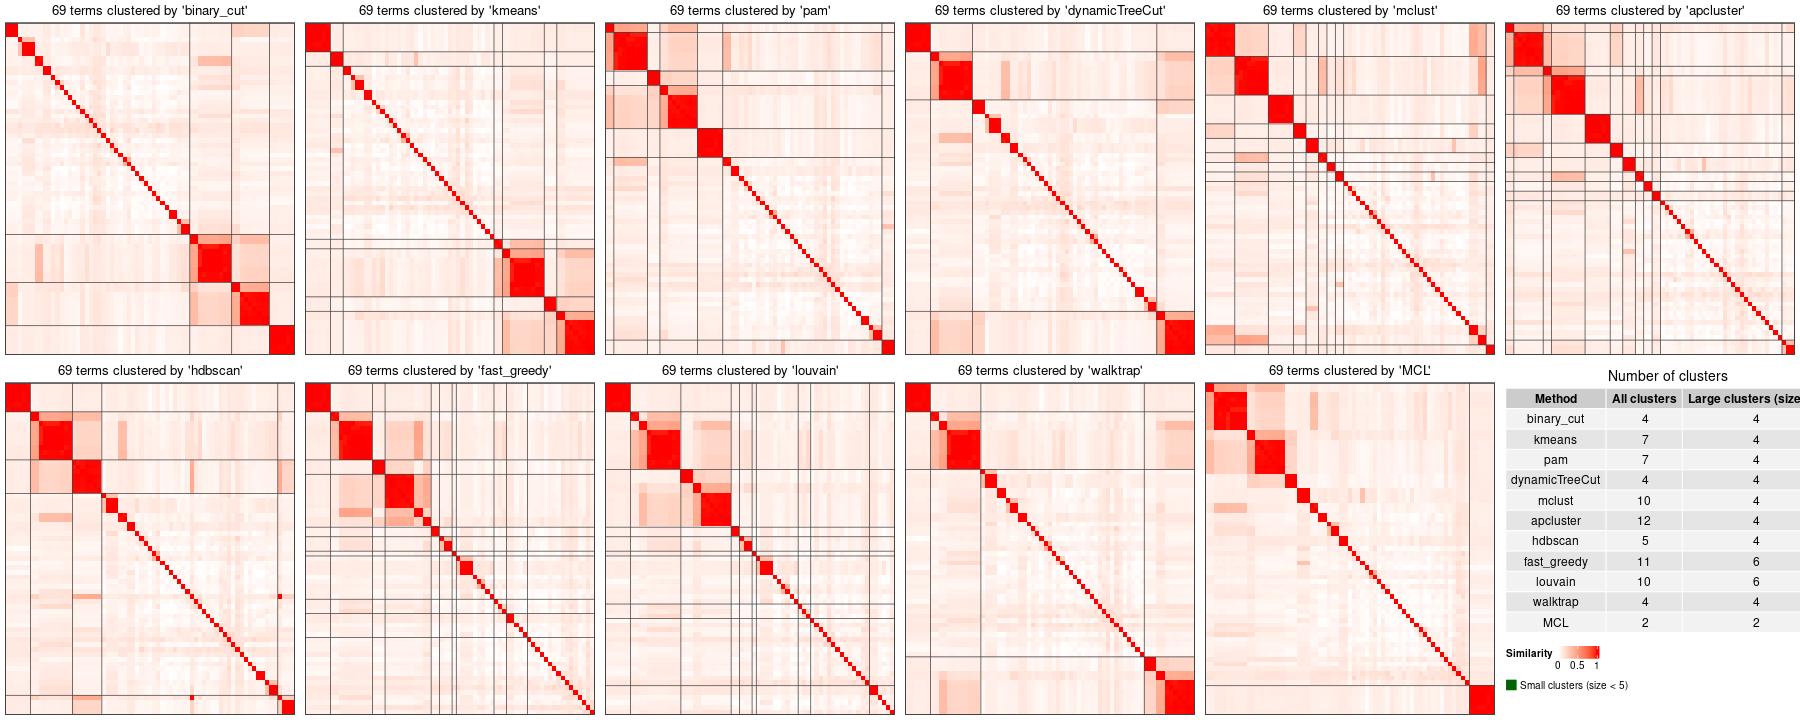 69 terms clustered by 'binary_cut'
69 terms clustered by 'kmeans'
69 terms clustered by 'pam'
69 terms clustered by 'dynamicTreeCut'
69 terms clustered by 'mclust'
69 terms clustered by 'apcluster'
69 terms clustered by 'hdbscan'
69 terms clustered by 'fast_greedy'
69 terms clustered by 'louvain'
69 terms clustered by 'walktrap'
69 terms clustered by 'MCL'
Number of clusters
Method All clusters Large clusters (size
binary_cut 4 4
kmeans 7 4
pam 7 4
dynamicTreeCut 4 4
mclust 10 4
apcluster 12 4
hdbscan 5 4
fast_greedy 11 6
louvain 10 6
walktrap 4 4
MCL 2 2
Similarity
0 0.5 1
Small clusters (size < 5)